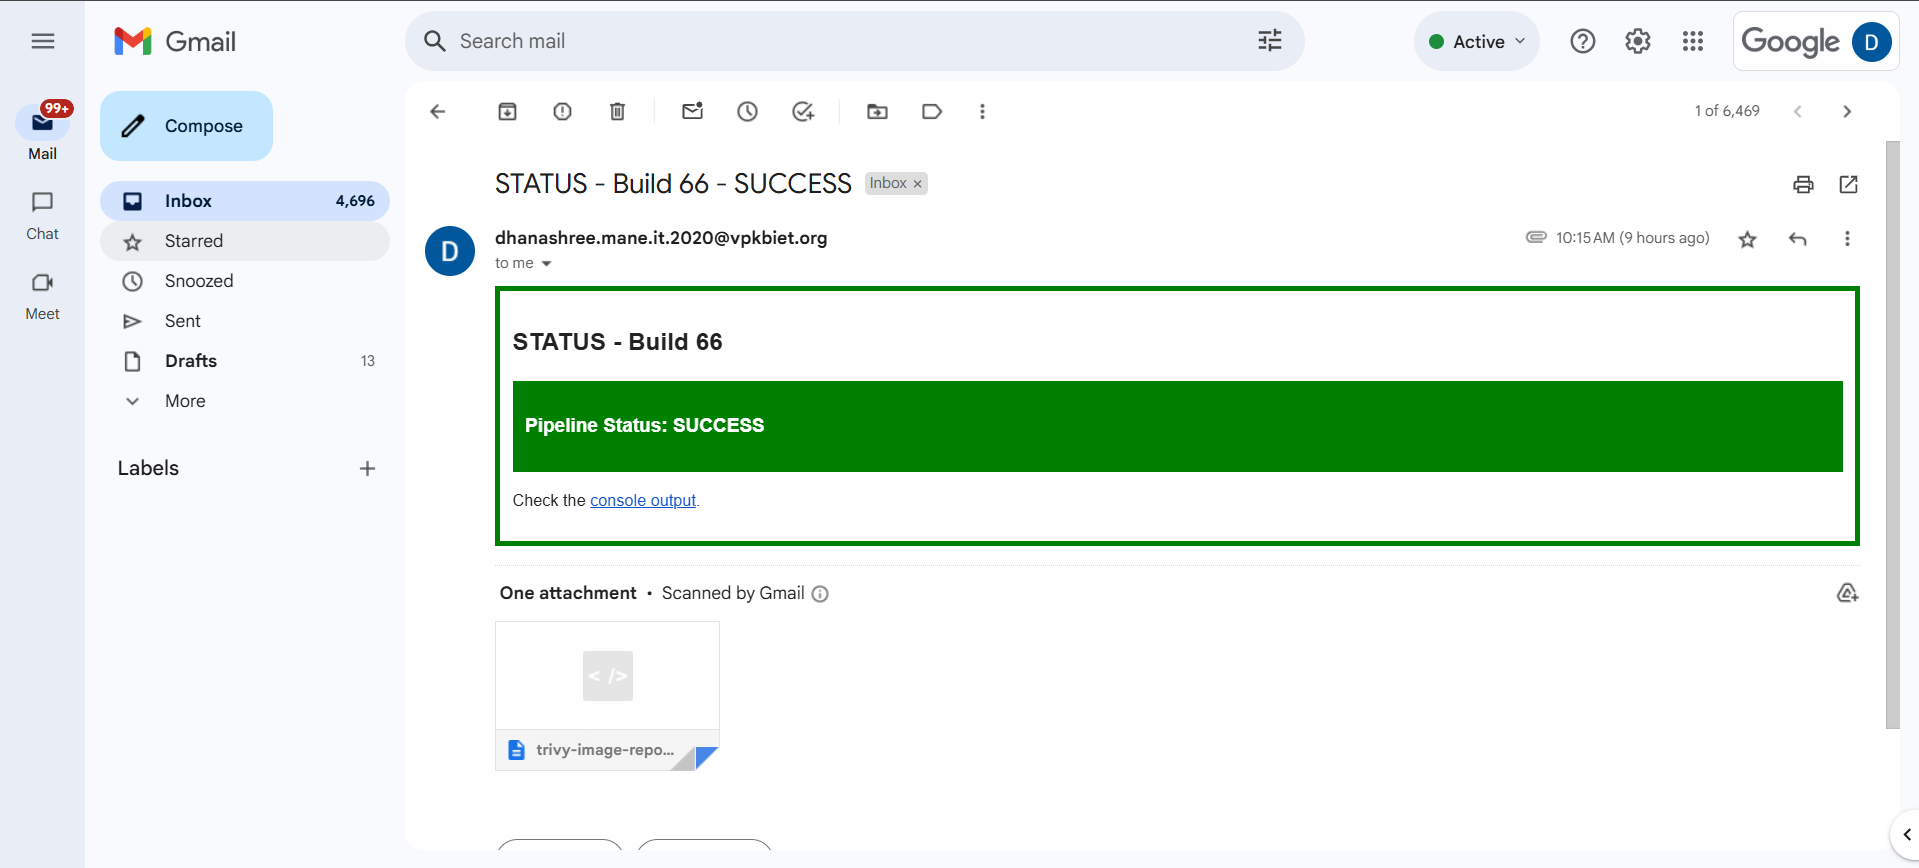 Gmail
Search mail
Active
Google
D
99+
Mail
Chat
Meet
Compose
Inbox 4,696
Starred
Snoozed
Sent
Drafts 13
More
Labels
1 of 6,469
STATUS - Build 66 - SUCCESS
Inbox ×
D
dhanashree.mane.it.2020@vpkbiet.org
10:15 AM (9 hours ago)
to me
STATUS - Build 66
Pipeline Status: SUCCESS
Check the console output.
One attachment • Scanned by Gmail
< />
trivy-image-repo...